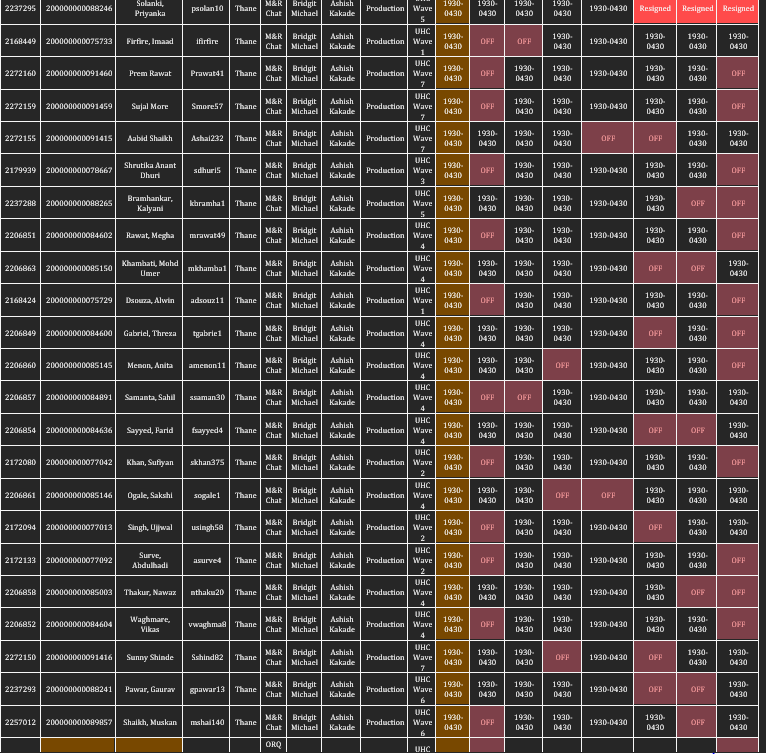 2237295 200000000088246 Solanki, Priyanka psolan10 Thane M&R Chat Bridgit Michael Ashish Kakade Production UHC Wave 5 1930-0430 1930-0430 1930-0430 1930-0430 1930-0430 Resigned Resigned Resigned
2168449 200000000075733 Firfire, Imaad ifirfire Thane M&R Chat Bridgit Michael Ashish Kakade Production UHC Wave 1 1930-0430 OFF OFF 1930-0430 1930-0430 1930-0430 1930-0430 1930-0430
2272160 200000000091460 Prem Rawat Prawat41 Thane M&R Chat Bridgit Michael Ashish Kakade Production UHC Wave 7 1930-0430 OFF 1930-0430 1930-0430 1930-0430 1930-0430 1930-0430 OFF
2272159 200000000091459 Sujal More Smore57 Thane M&R Chat Bridgit Michael Ashish Kakade Production UHC Wave 7 1930-0430 OFF 1930-0430 1930-0430 1930-0430 1930-0430 1930-0430 OFF
2272155 200000000091415 Aabid Shaikh Ashai232 Thane M&R Chat Bridgit Michael Ashish Kakade Production UHC Wave 7 1930-0430 1930-0430 1930-0430 1930-0430 OFF OFF 1930-0430 1930-0430
2179939 200000000078667 Shrutika Anant Dhuri sdhuri5 Thane M&R Chat Bridgit Michael Ashish Kakade Production UHC Wave 3 1930-0430 OFF 1930-0430 1930-0430 1930-0430 1930-0430 1930-0430 OFF
2237288 200000000088265 Bramhankar, Kalyani kbramha1 Thane M&R Chat Bridgit Michael Ashish Kakade Production UHC Wave 5 1930-0430 1930-0430 1930-0430 1930-0430 1930-0430 1930-0430 OFF OFF
2206851 200000000084602 Rawat, Megha mrawat49 Thane M&R Chat Bridgit Michael Ashish Kakade Production UHC Wave 4 1930-0430 OFF 1930-0430 1930-0430 1930-0430 1930-0430 1930-0430 OFF
2206863 200000000085150 Khambati, Mohd Umer mkhamba1 Thane M&R Chat Bridgit Michael Ashish Kakade Production UHC Wave 4 1930-0430 1930-0430 1930-0430 1930-0430 1930-0430 OFF OFF 1930-0430
2168424 200000000075729 Dsouza, Alwin adsouz11 Thane M&R Chat Bridgit Michael Ashish Kakade Production UHC Wave 1 1930-0430 OFF 1930-0430 1930-0430 1930-0430 1930-0430 1930-0430 OFF
2206849 200000000084600 Gabriel, Threza tgabrie1 Thane M&R Chat Bridgit Michael Ashish Kakade Production UHC Wave 4 1930-0430 1930-0430 1930-0430 1930-0430 1930-0430 OFF 1930-0430 OFF
2206860 200000000085145 Menon, Anita amenon11 Thane M&R Chat Bridgit Michael Ashish Kakade Production UHC Wave 4 1930-0430 1930-0430 1930-0430 OFF 1930-0430 1930-0430 1930-0430 OFF
2206857 200000000084891 Samanta, Sahil ssaman30 Thane M&R Chat Bridgit Michael Ashish Kakade Production UHC Wave 4 1930-0430 OFF OFF 1930-0430 1930-0430 1930-0430 1930-0430 1930-0430
2206854 200000000084636 Sayyed, Farid fsayyed4 Thane M&R Chat Bridgit Michael Ashish Kakade Production UHC Wave 4 1930-0430 1930-0430 1930-0430 1930-0430 1930-0430 OFF OFF 1930-0430
2172080 200000000077042 Khan, Sufiyan skhan375 Thane M&R Chat Bridgit Michael Ashish Kakade Production UHC Wave 2 1930-0430 OFF 1930-0430 1930-0430 1930-0430 1930-0430 1930-0430 OFF
2206861 200000000085146 Ogale, Sakshi sogale1 Thane M&R Chat Bridgit Michael Ashish Kakade Production UHC Wave 4 1930-0430 1930-0430 1930-0430 OFF OFF 1930-0430 1930-0430 1930-0430
2172094 200000000077013 Singh, Ujjwal usingh58 Thane M&R Chat Bridgit Michael Ashish Kakade Production UHC Wave 2 1930-0430 OFF 1930-0430 1930-0430 1930-0430 OFF 1930-0430 1930-0430
2172133 200000000077092 Surve, Abdulhadi asurve4 Thane M&R Chat Bridgit Michael Ashish Kakade Production UHC Wave 2 1930-0430 OFF 1930-0430 1930-0430 1930-0430 1930-0430 1930-0430 OFF
2206858 200000000085003 Thakur, Nawaz nthaku20 Thane M&R Chat Bridgit Michael Ashish Kakade Production UHC Wave 4 1930-0430 1930-0430 1930-0430 1930-0430 1930-0430 1930-0430 OFF OFF
2206852 200000000084604 Waghmare, Vikas vwaghma8 Thane M&R Chat Bridgit Michael Ashish Kakade Production UHC Wave 4 1930-0430 OFF 1930-0430 1930-0430 1930-0430 1930-0430 1930-0430 OFF
2272150 200000000091416 Sunny Shinde Sshind82 Thane M&R Chat Bridgit Michael Ashish Kakade Production UHC Wave 7 1930-0430 1930-0430 1930-0430 OFF 1930-0430 OFF 1930-0430 1930-0430
2237293 200000000088241 Pawar, Gaurav gpawar13 Thane M&R Chat Bridgit Michael Ashish Kakade Production UHC Wave 6 1930-0430 1930-0430 1930-0430 1930-0430 1930-0430 OFF OFF 1930-0430
2257012 200000000089857 Shaikh, Muskan mshai140 Thane M&R Chat Bridgit Michael Ashish Kakade Production UHC Wave 6 1930-0430 OFF 1930-0430 1930-0430 1930-0430 1930-0430 OFF 1930-0430
ORQ UHC